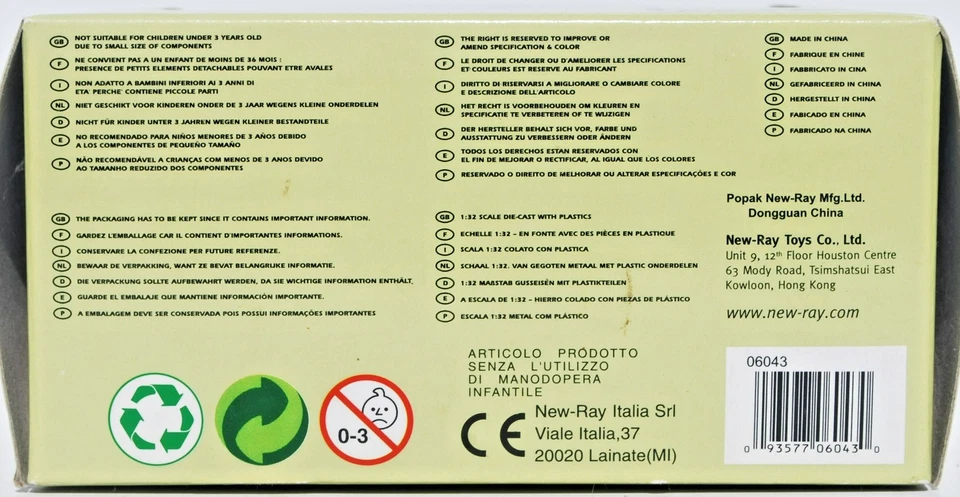 GB NOT SUITABLE FOR CHILDREN UNDER 3 YEARS OLD
DUE TO SMALL SIZE OF COMPONENTS
F NE CONVIENT PAS A UN ENFANT DE MOINS DE 36 MOIS :
PRESENCE DE PETITS ELEMENTS DETACHABLES POUVANT ETRE AVALES
I NON ADATTO A BAMBINI INFERIORI AI 3 ANNI DI
ETA' PERCHE' CONTIENE PICCOLE PARTI
NL NIET GESCHIKT VOOR KINDEREN ONDER DE 3 JAAR WEGENS KLEINE ONDERDELEN
D NICHT FÜR KINDER UNTER 3 JAHREN WEGEN KLEINER BESTANDTEILE
E NO RECOMENDADO PARA NIÑOS MENORES DE 3 AÑOS DEBIDO
A LOS COMPONENTES DE PEQUEÑO TAMAÑO
P NÃO RECOMENDÁVEL A CRIANÇAS COM MENOS DE 3 ANOS DEVIDO
AO TAMANHO REDUZIDO DOS COMPONENTES
GB THE RIGHT IS RESERVED TO IMPROVE OR
AMEND SPECIFICATION & COLOR
F LE DROIT DE CHANGER OU D'AMELIORER LES SPECIFICATIONS
ET COULEURS EST RESERVE AU FABRICANT
I DIRITTO DI RISERVARSI A MIGLIORARE O CAMBIARE COLORE
E DESCRIZIONE DELL'ARTICOLO
NL HET RECHT IS VOORBEHOUDEN OM KLEUREN EN
SPECIFICATIE TE VERBETEREN OF TE WIJZIGEN
D DER HERSTELLER BEHALT SICH VOR, FARBE UND
AUSSTATTUNG ZU VERBESSERN ODER ÄNDERN
E TODOS LOS DERECHOS ESTAN RESERVADOS CON
EL FIN DE MEJORAR O RECTIFICAR, AL IGUAL QUE LOS COLORES
P RESERVADO O DIREITO DE MELHORAR OU ALTERAR ESPECIFICAÇÕES E COR
GB MADE IN CHINA
F FABRIQUE EN CHINE
I FABBRICATO IN CINA
NL GEFABRICEERD IN CHINA
D HERGESTELLT IN CHINA
E FABICADO EN CHINA
P FABRICADO NA CHINA
GB THE PACKAGING HAS TO BE KEPT SINCE IT CONTAINS IMPORTANT INFORMATION.
F GARDEZ L'EMBALLAGE CAR IL CONTIENT D'IMPORTANTES INFORMATIONS.
I CONSERVARE LA CONFEZIONE PER FUTURE REFERENZE.
NL BEWAAR DE VERPAKKING, WANT ZE BEVAT BELANGRIJKE INFORMATIE.
D DIE VERPACKUNG SOLLTE AUFBEWAHRT WERDEN, DA SIE WICHTIGE INFORMATION ENTHÄLT.
E GUARDE EL EMBALAJE QUE MANTIENE INFORMACIÓN IMPORTANTE.
P A EMBALAGEM DEVE SER CONSERVADA POIS POSSUI INFORMAÇÕES IMPORTANTES
GB 1:32 SCALE DIE-CAST WITH PLASTICS
F ECHELLE 1:32 - EN FONTE AVEC DES PIÈCES EN PLASTIQUE
I SCALA 1:32 COLATO CON PLASTICA
NL SCHAAL 1:32. VAN GEGOTEN METAAL MET PLASTIC ONDERDELEN
D 1:32 MABSTAB GUSSEISÉN MIT PLASTIKTEILEN
E A ESCALA DE 1:32 - HIERRO COLADO CON PIEZAS DE PLÁSTICO
P ESCALA 1:32 METAL COM PLÁSTICO
Popak New-Ray Mfg.Ltd.
Dongguan China
New-Ray Toys Co., Ltd.
Unit 9, 12th Floor Houston Centre
63 Mody Road, Tsimshatsui East
Kowloon, Hong Kong
www.new-ray.com
0-3
ARTICOLO PRODOTTO
SENZA L'UTILIZZO
DI MANODOPERA
INFANTILE
CE New-Ray Italia Srl
Viale Italia,37
20020 Lainate(MI)
06043
0 93577 06043 0